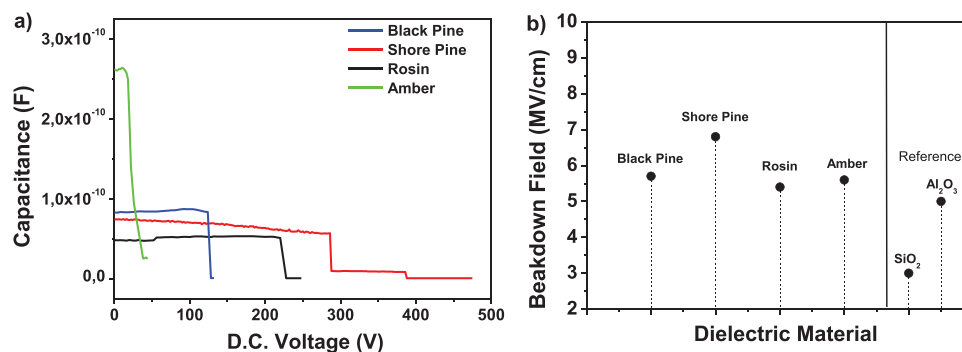 a)
3,0x10⁻¹⁰
2,0x10⁻¹⁰
1,0x10⁻¹⁰
0,0
Capacitance (F)
0 100 200 300 400 500
D.C. Voltage (V)
Black Pine
Shore Pine
Rosin
Amber
b)
10
9
8
7
6
5
4
3
2
Beakdown Field (MV/cm)
Black Pine
Shore Pine
Rosin
Amber
Reference
Al₂O₃
SiO₂
Dielectric Material